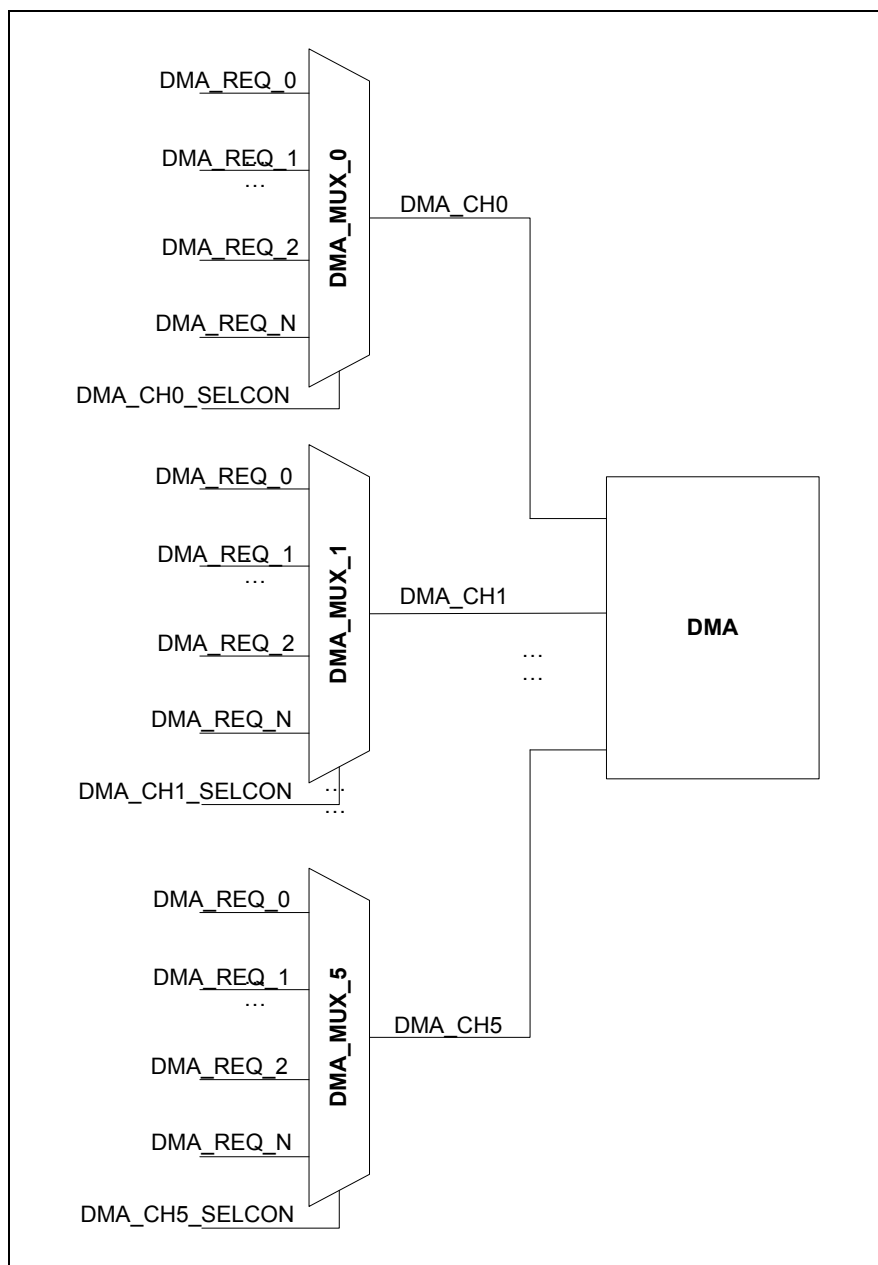 DMA_REQ_0
DMA_REQ_1
...
...
DMA_REQ_2
DMA_REQ_N
DMA_CH0_SELCON
DMA_MUX_0
DMA_CH0
DMA_REQ_0
DMA_REQ_1
...
...
DMA_REQ_2
DMA_REQ_N
DMA_CH1_SELCON
DMA_MUX_1
DMA_CH1
...
...
DMA
...
...
DMA_REQ_0
DMA_REQ_1
...
...
DMA_REQ_2
DMA_REQ_N
DMA_CH5_SELCON
DMA_MUX_5
DMA_CH5